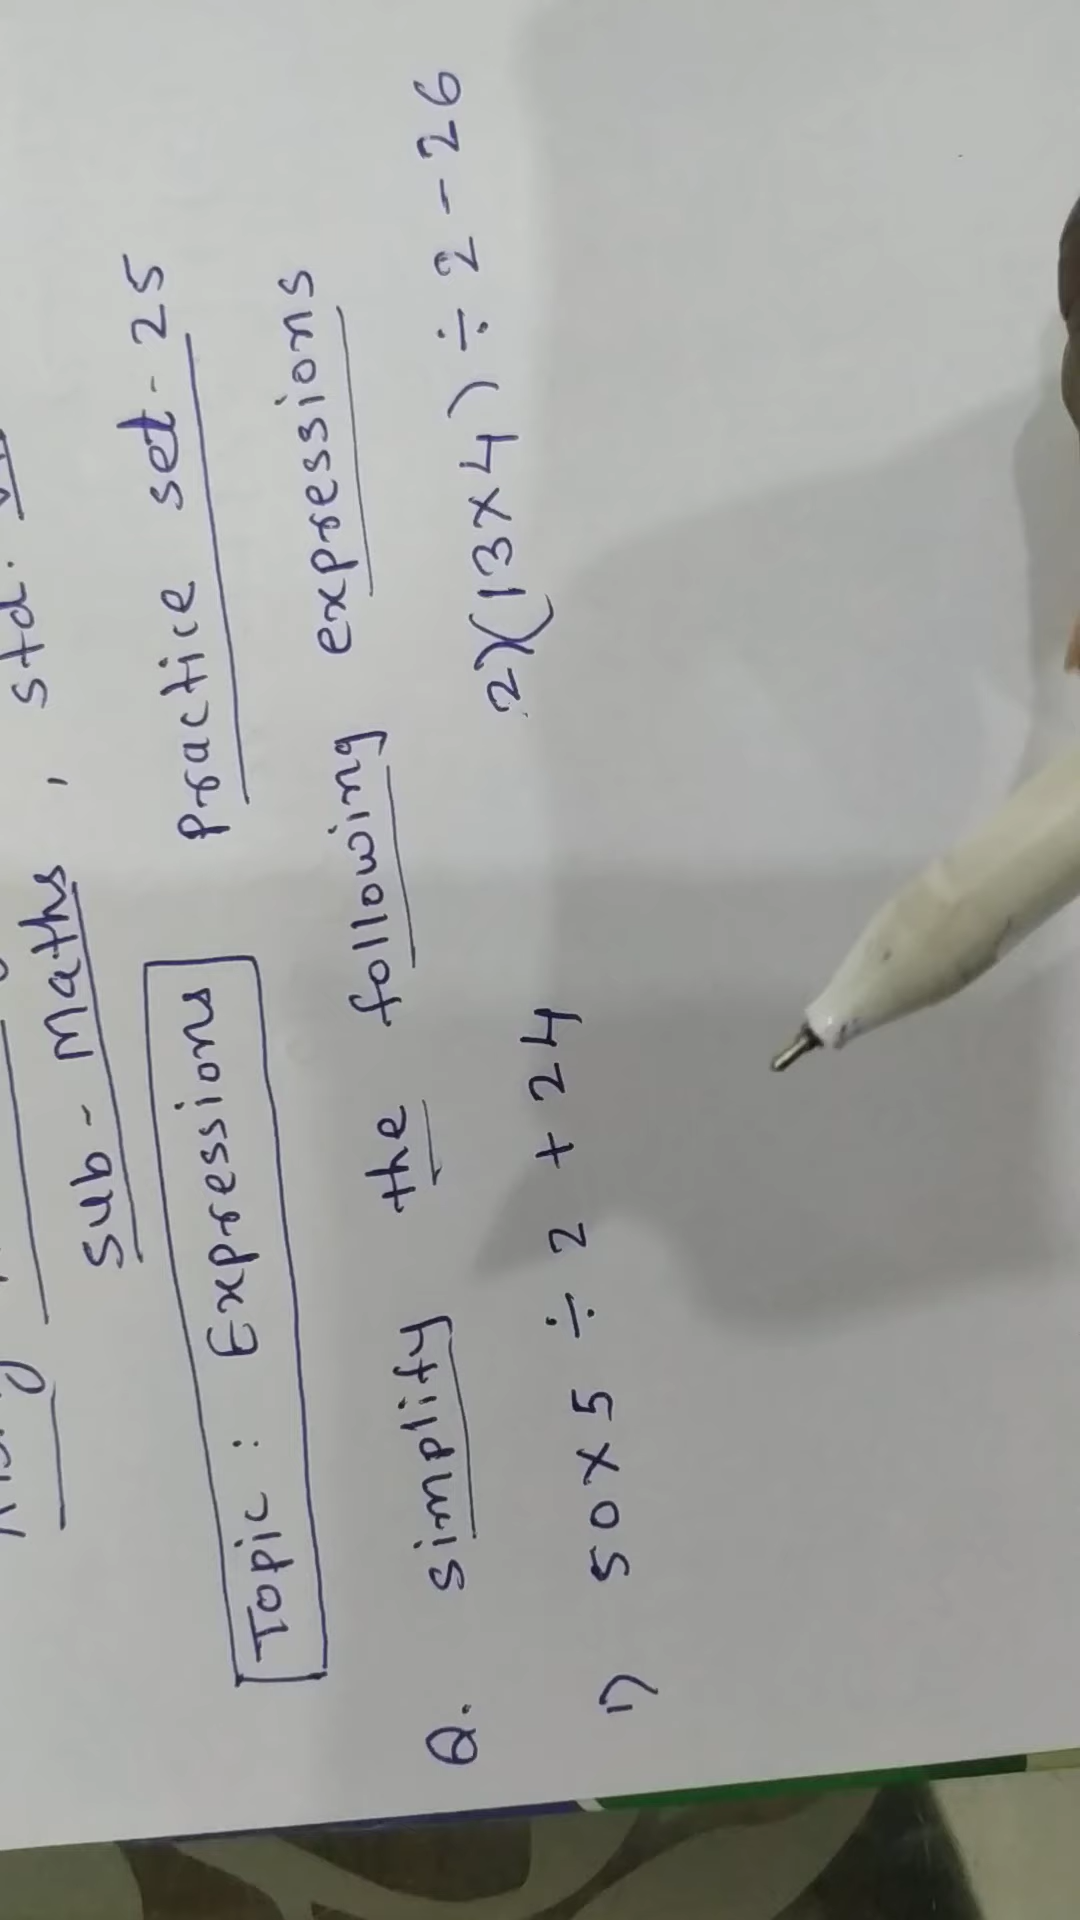 sub - Maths, std.
Topic : Expressions Practice set - 25
Q. simplify the following expressions
1) 50 x 5 ÷ 2 + 24 2) (13 x 4) ÷ 2 - 26